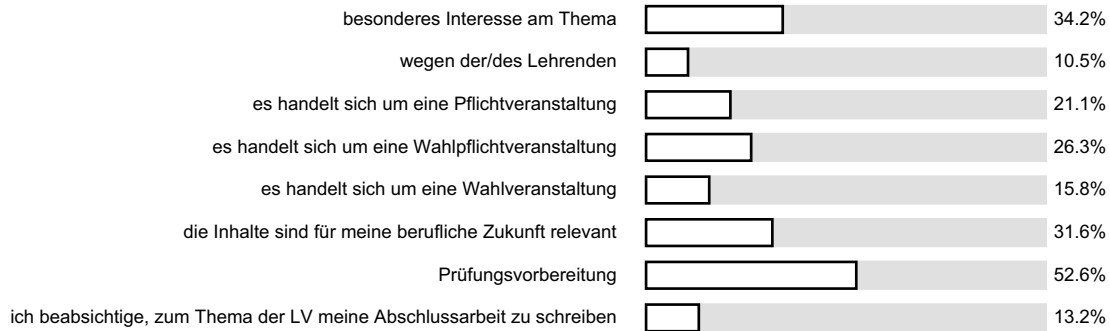 besonderes Interesse am Thema 34.2%
wegen der/des Lehrenden 10.5%
es handelt sich um eine Pflichtveranstaltung 21.1%
es handelt sich um eine Wahlpflichtveranstaltung 26.3%
es handelt sich um eine Wahlveranstaltung 15.8%
die Inhalte sind für meine berufliche Zukunft relevant 31.6%
Prüfungsvorbereitung 52.6%
ich beabsichtige, zum Thema der LV meine Abschlussarbeit zu schreiben 13.2%